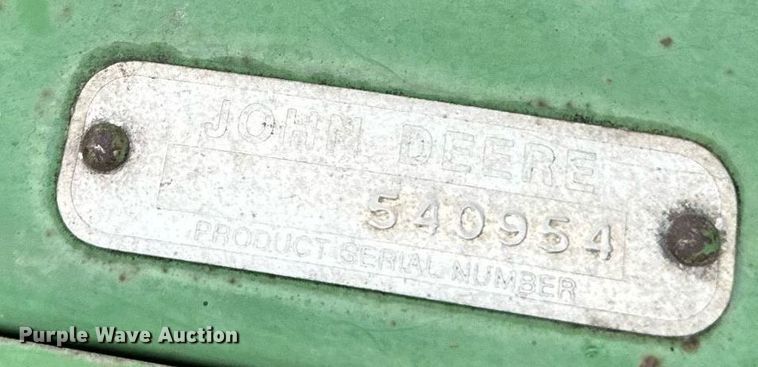 JOHN DEERE
540954
PRODUCT SERIAL NUMBER
Purple Wave Auction